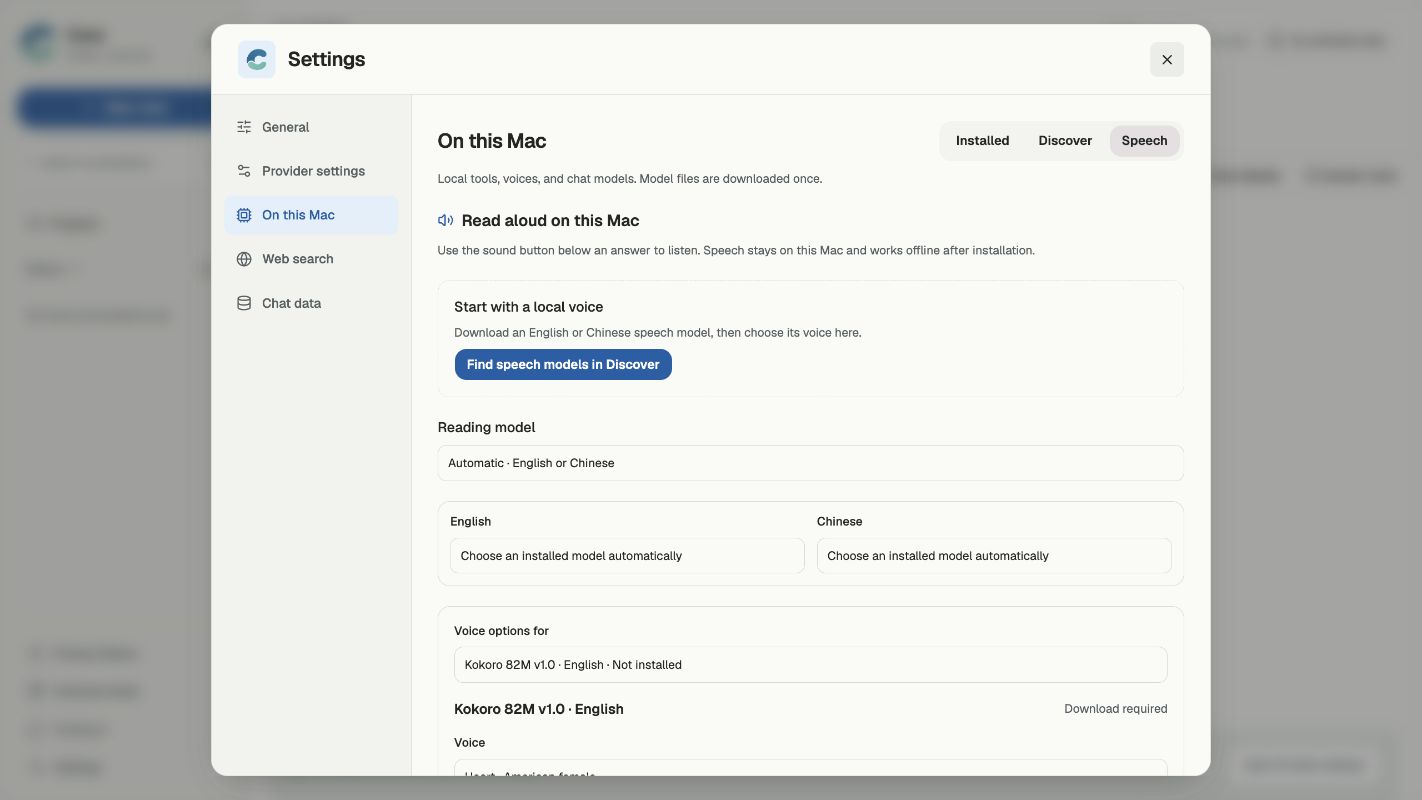 Settings
General
Provider settings
On this Mac
Web search
Chat data
On this Mac
Installed
Discover
Speech
Local tools, voices, and chat models. Model files are downloaded once.
Read aloud on this Mac
Use the sound button below an answer to listen. Speech stays on this Mac and works offline after installation.
Start with a local voice
Download an English or Chinese speech model, then choose its voice here.
Find speech models in Discover
Reading model
Automatic · English or Chinese
English
Chinese
Choose an installed model automatically
Choose an installed model automatically
Voice options for
Kokoro 82M v1.0 · English · Not installed
Kokoro 82M v1.0 · English
Download required
Voice
Heart · American female